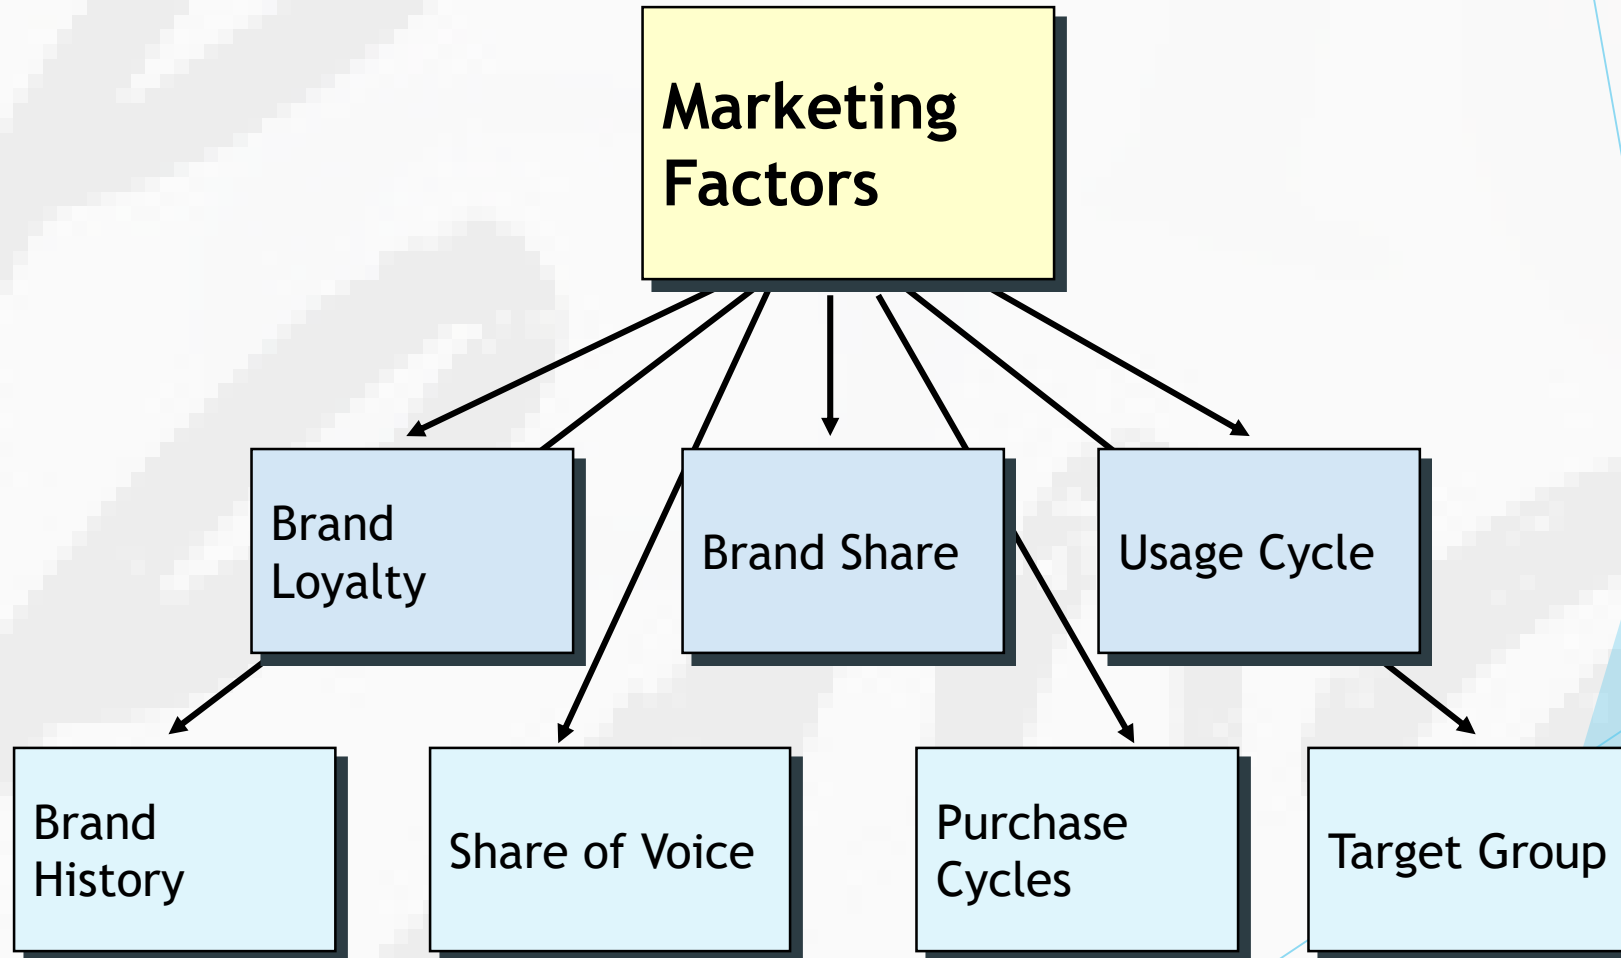 Marketing
Factors
Brand
Loyalty
Brand Share
Usage Cycle
Brand
History
Share of Voice
Purchase
Cycles
Target Group